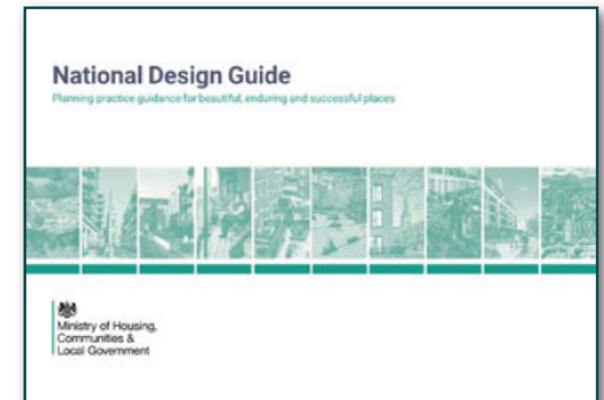 National Design Guide
Planning practice guidance for beautiful, enduring and successful places
Ministry of Housing,
Communities &
Local Government